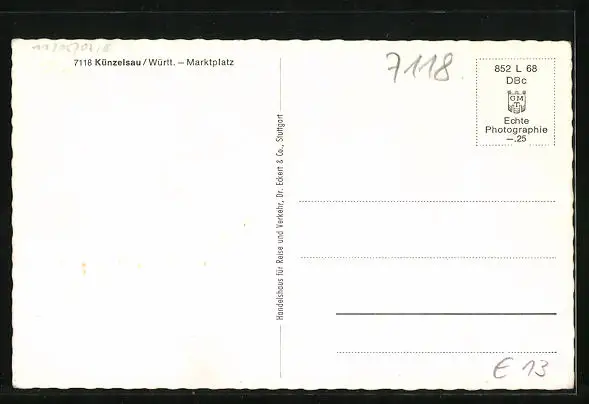 7118 Künzelsau / Württ. – Marktplatz
7118
852 L 68
DBc
GM
Echte
Photographie
–.25
Handelshaus für Reise und Verkehr, Dr. Eckert & Co., Stuttgart
E 13